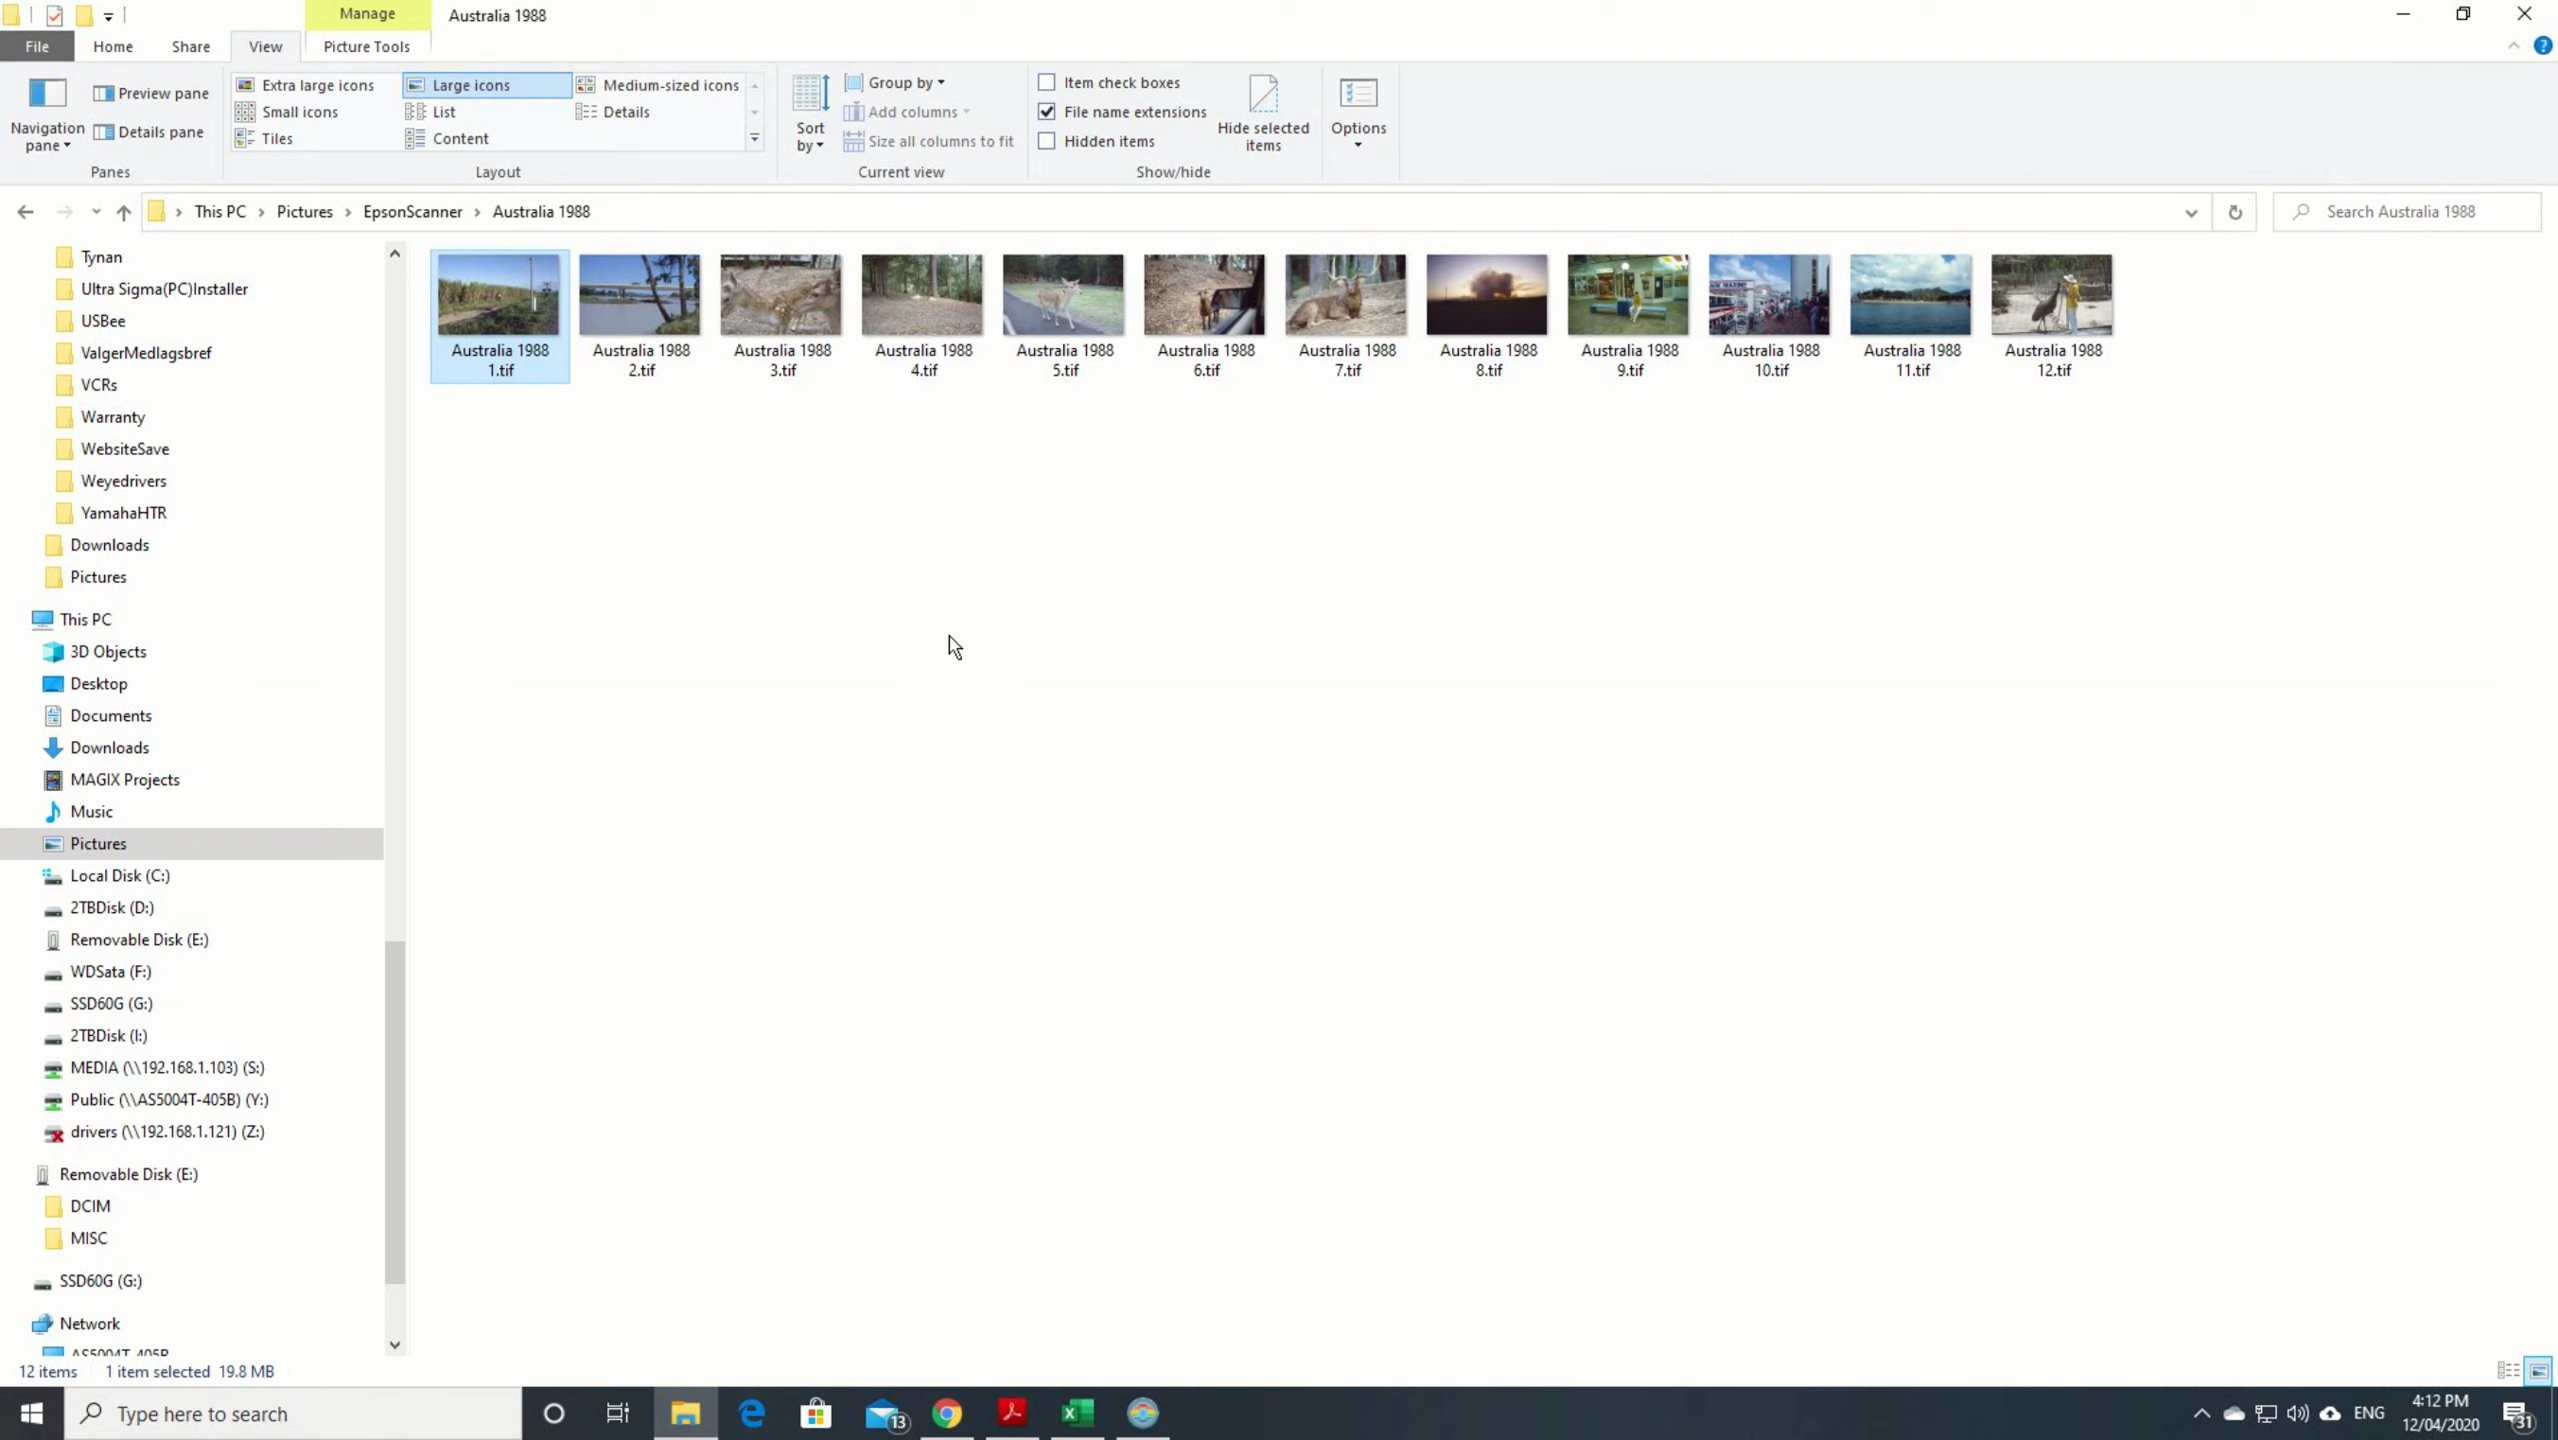 Manage
Australia 1988
File
Home
Share
View
Picture Tools
Navigation
pane
Preview pane
Details pane
Panes
Extra large icons
Large icons
Medium-sized icons
Small icons
List
Details
Tiles
Content
Layout
Sort
by
Group by
Add columns
Size all columns to fit
Current view
Item check boxes
File name extensions
Hidden items
Hide selected
items
Show/hide
Options
This PC > Pictures > EpsonScanner > Australia 1988
Search Australia 1988
Tynan
Ultra Sigma(PC)Installer
USBee
ValgerMedlagsbref
VCRs
Warranty
WebsiteSave
Weyedrivers
YamahaHTR
Downloads
Pictures
This PC
3D Objects
Desktop
Documents
Downloads
MAGIX Projects
Music
Pictures
Local Disk (C:)
2TBDisk (D:)
Removable Disk (E:)
WDSata (F:)
SSD60G (G:)
2TBDisk (I:)
MEDIA (\\192.168.1.103) (S:)
Public (\\AS5004T-405B) (Y:)
drivers (\\192.168.1.121) (Z:)
Removable Disk (E:)
DCIM
MISC
SSD60G (G:)
Network
AS5004T-405B
Australia 1988
1.tif
Australia 1988
2.tif
Australia 1988
3.tif
Australia 1988
4.tif
Australia 1988
5.tif
Australia 1988
6.tif
Australia 1988
7.tif
Australia 1988
8.tif
Australia 1988
9.tif
Australia 1988
10.tif
Australia 1988
11.tif
Australia 1988
12.tif
12 items
1 item selected 19.8 MB
Type here to search
13
ENG
4:12 PM
12/04/2020
31